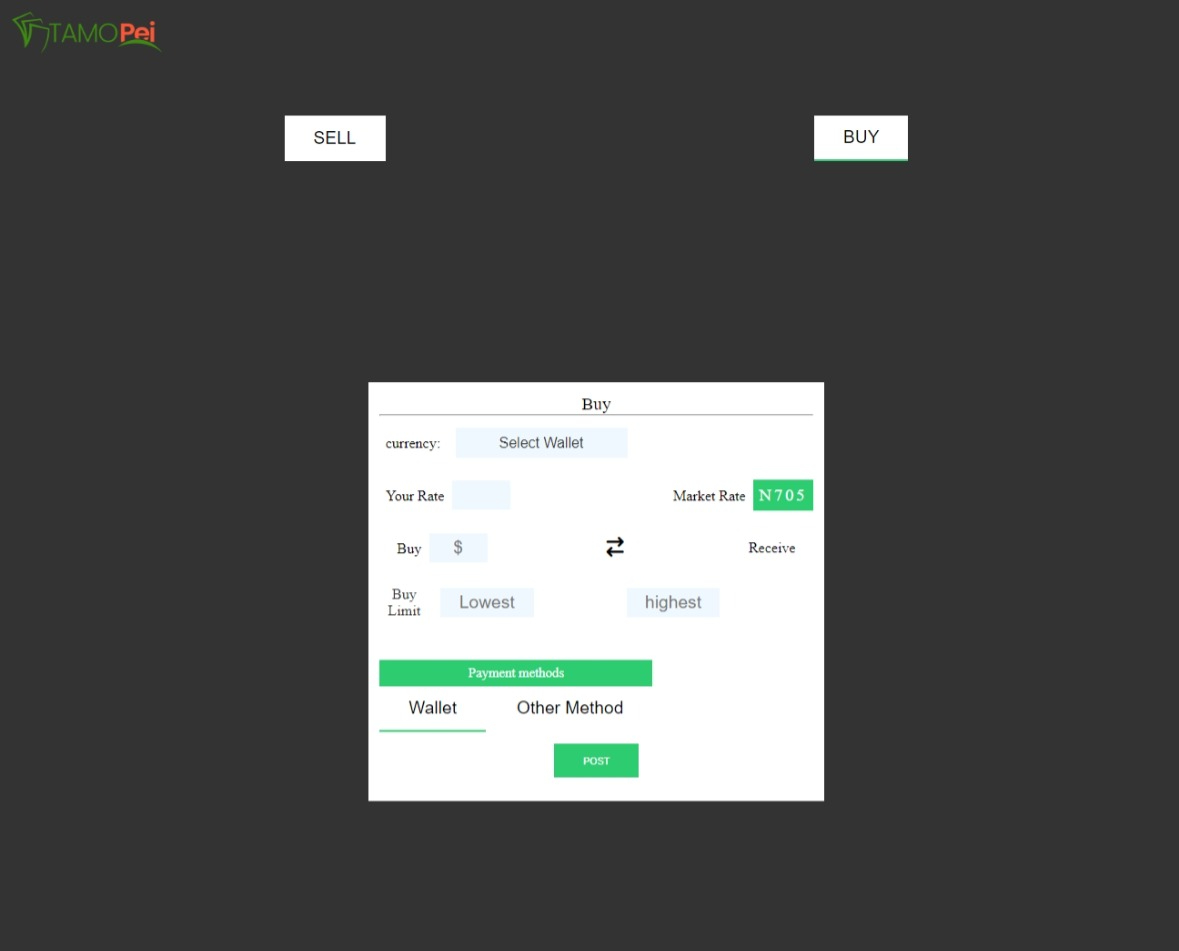 TAMOPei
SELL
BUY
Buy
currency: Select Wallet
Your Rate
Market Rate N705
Buy $
Receive
Buy
Limit
Lowest
highest
Payment methods
Wallet
Other Method
POST